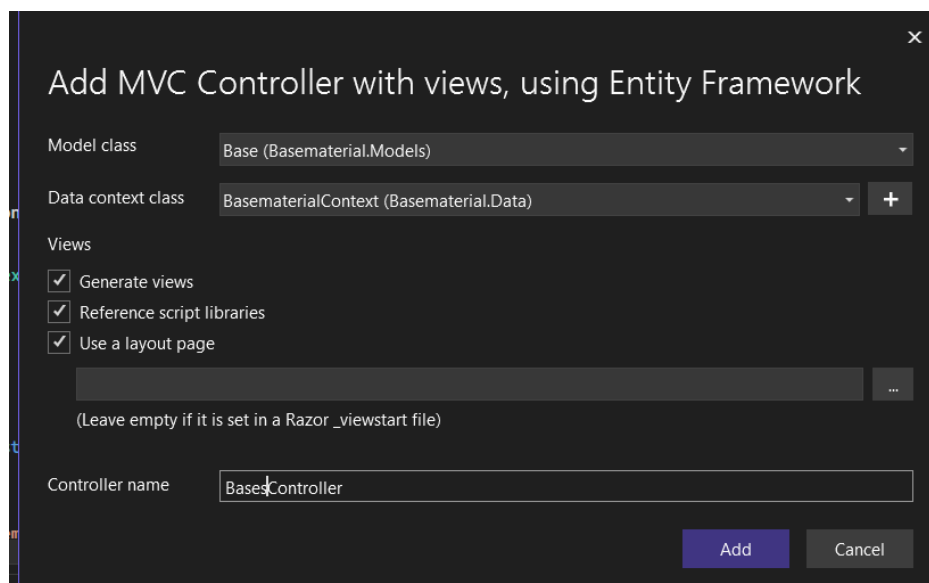 Add MVC Controller with views, using Entity Framework
Model class
Base (Basematerial.Models)
Data context class
BasematerialContext (Basematerial.Data)
+
Views
Generate views
Reference script libraries
Use a layout page
...
(Leave empty if it is set in a Razor _viewstart file)
Controller name
BasesController
Add
Cancel